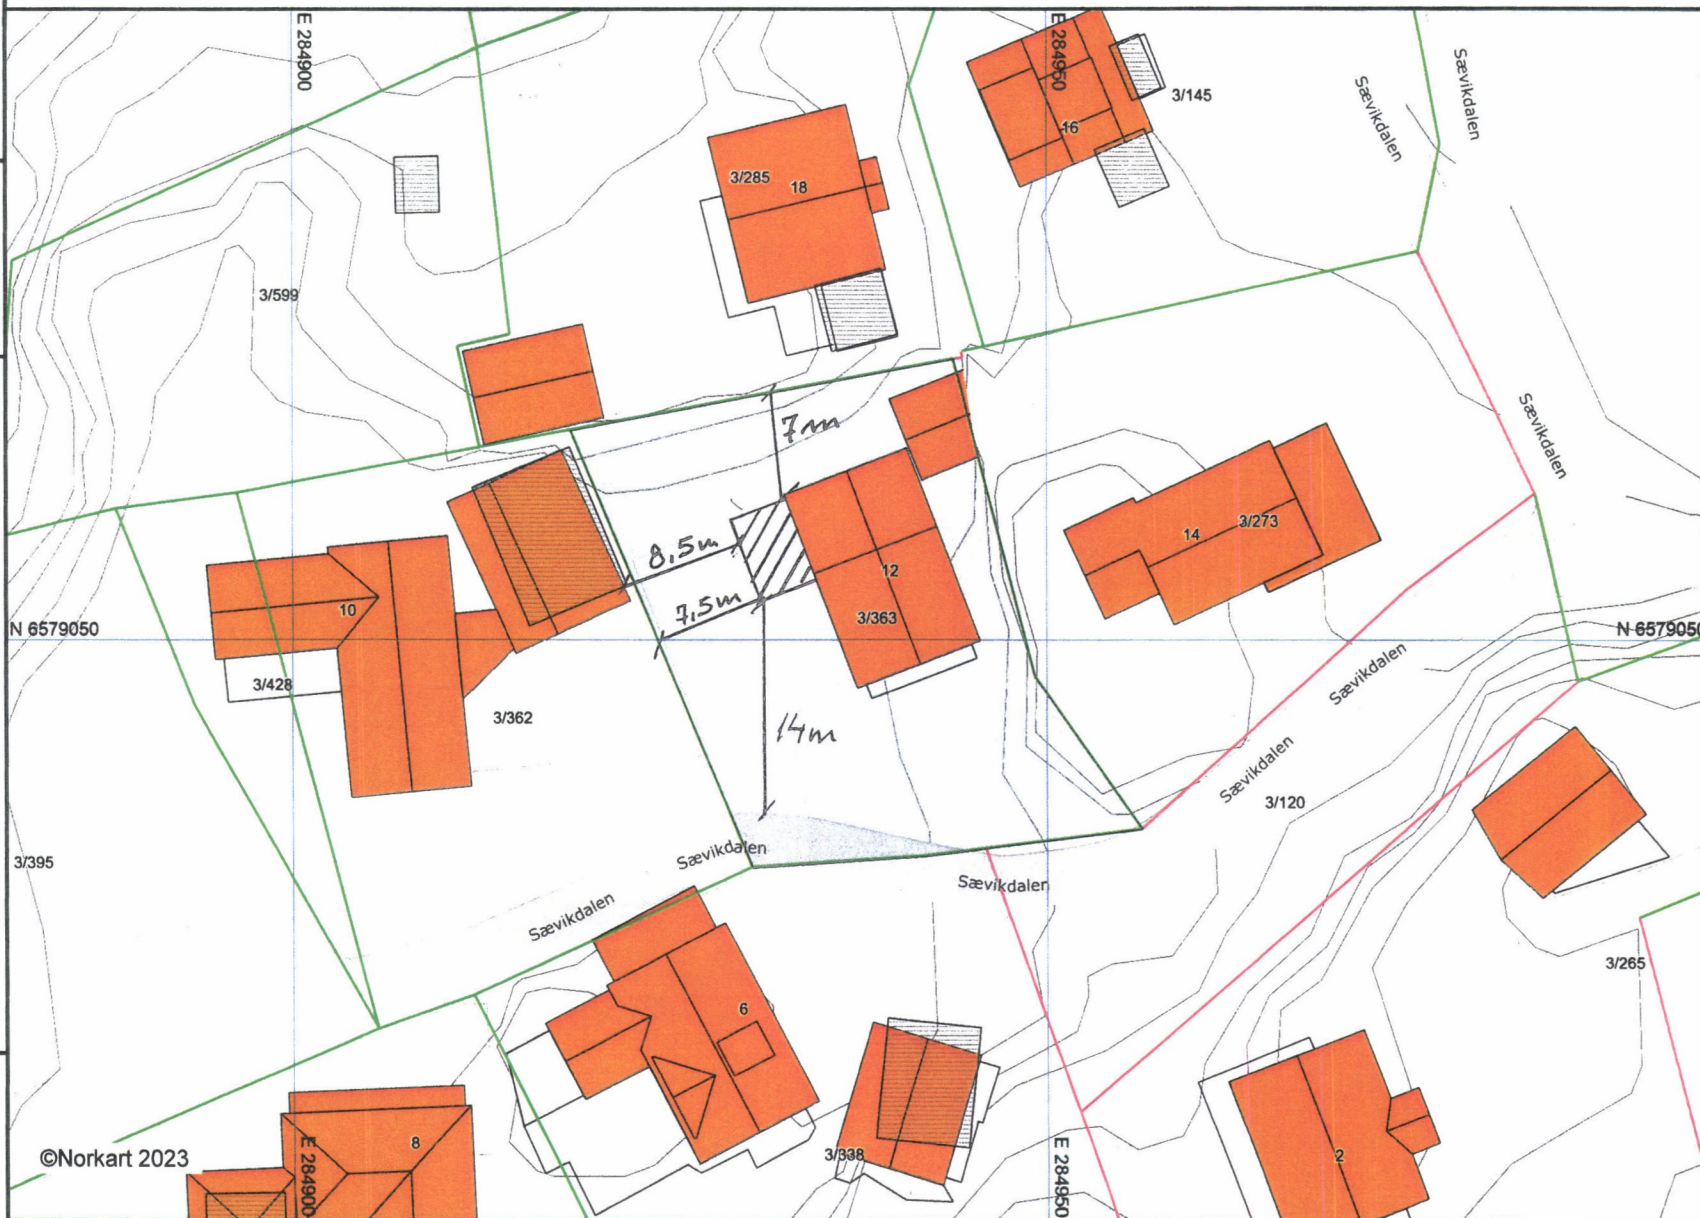 E 284900
E 284950
Sævikdalen
Sævikdalen
3/145
16
3/285
18
3/599
7m
Sævikdalen
8,5m
14
3/273
12
7,5m
10
3/363
N 6579050
N 6579050
3/428
3/362
Sævikdalen
14m
Sævikdalen
3/120
Sævikdalen
3/395
Sævikdalen
Sævikdalen
3/265
6
©Norkart 2023
E 284900
8
3/338
E 284950
2